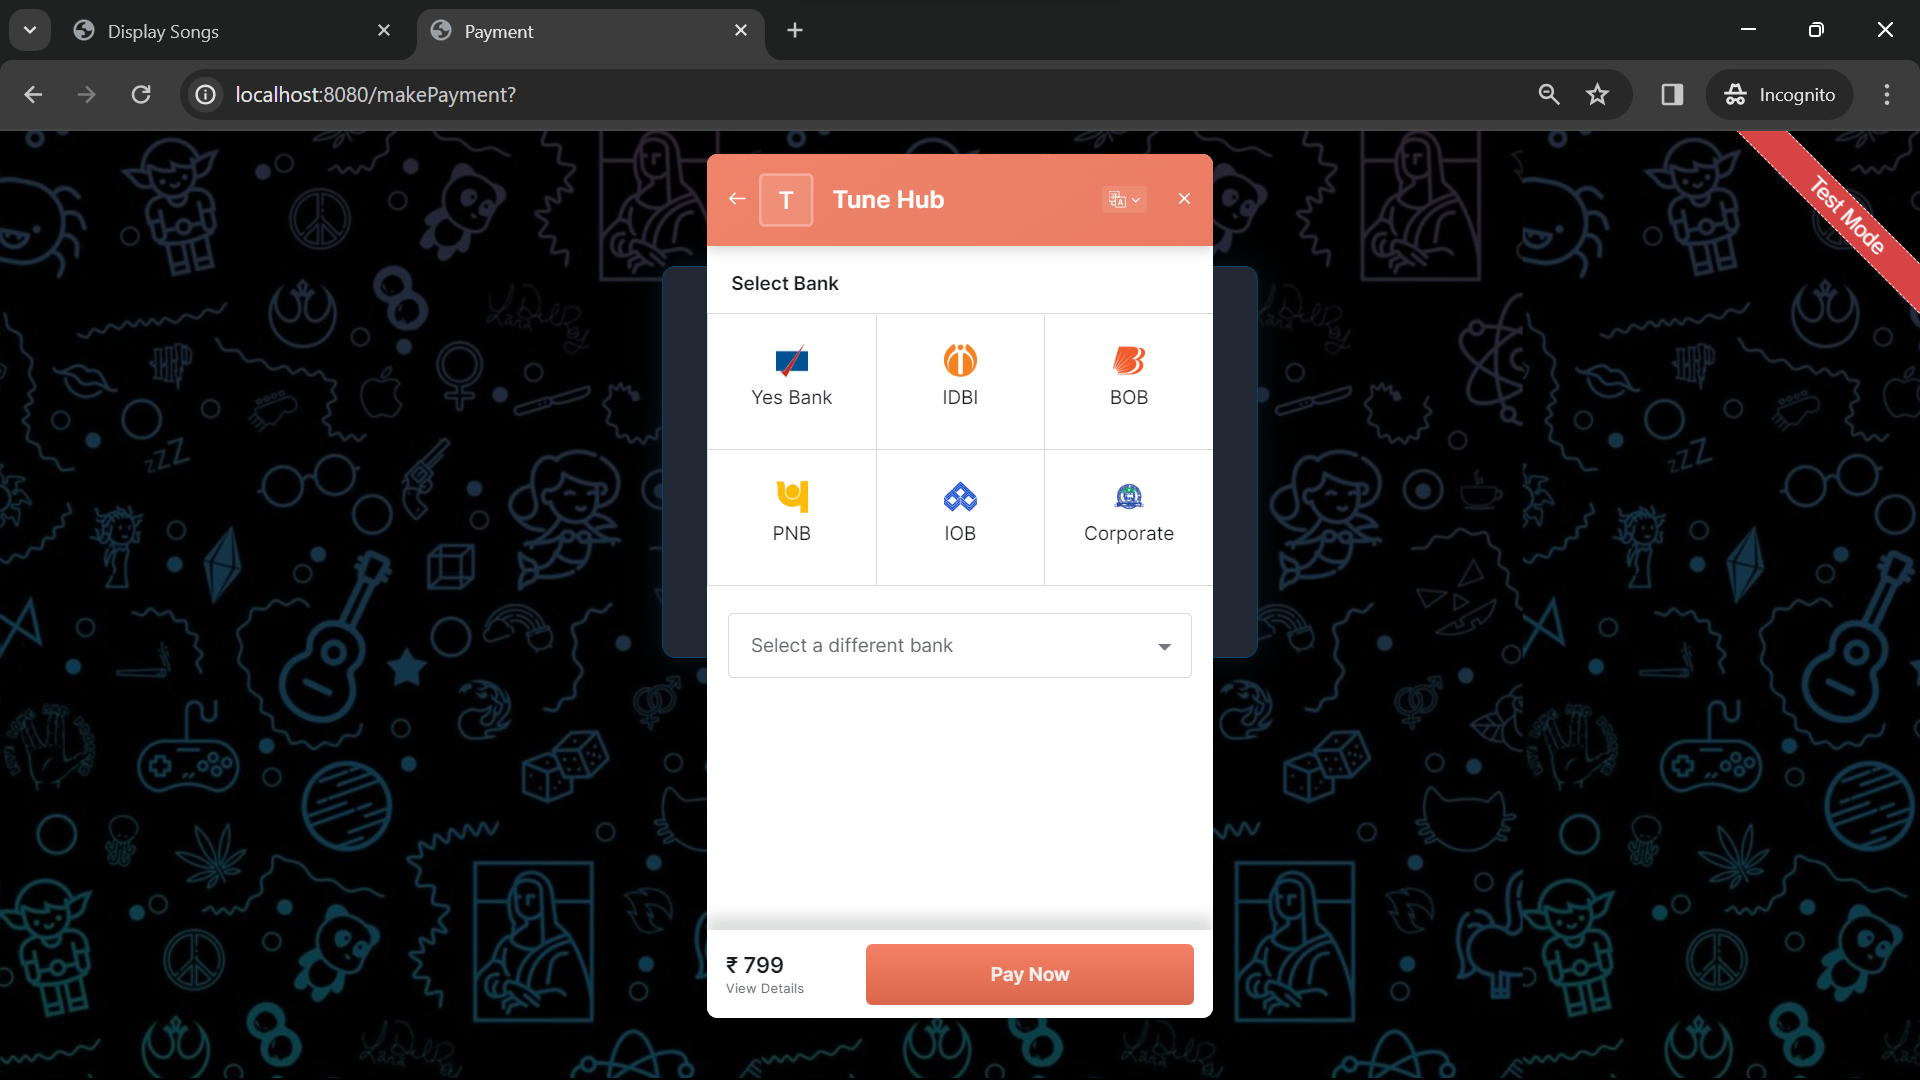 Display Songs
Payment
localhost:8080/makePayment?
Incognito
T
Tune Hub
Test Mode
Select Bank
Yes Bank
IDBI
BOB
PNB
IOB
Corporate
Select a different bank
₹ 799
View Details
Pay Now